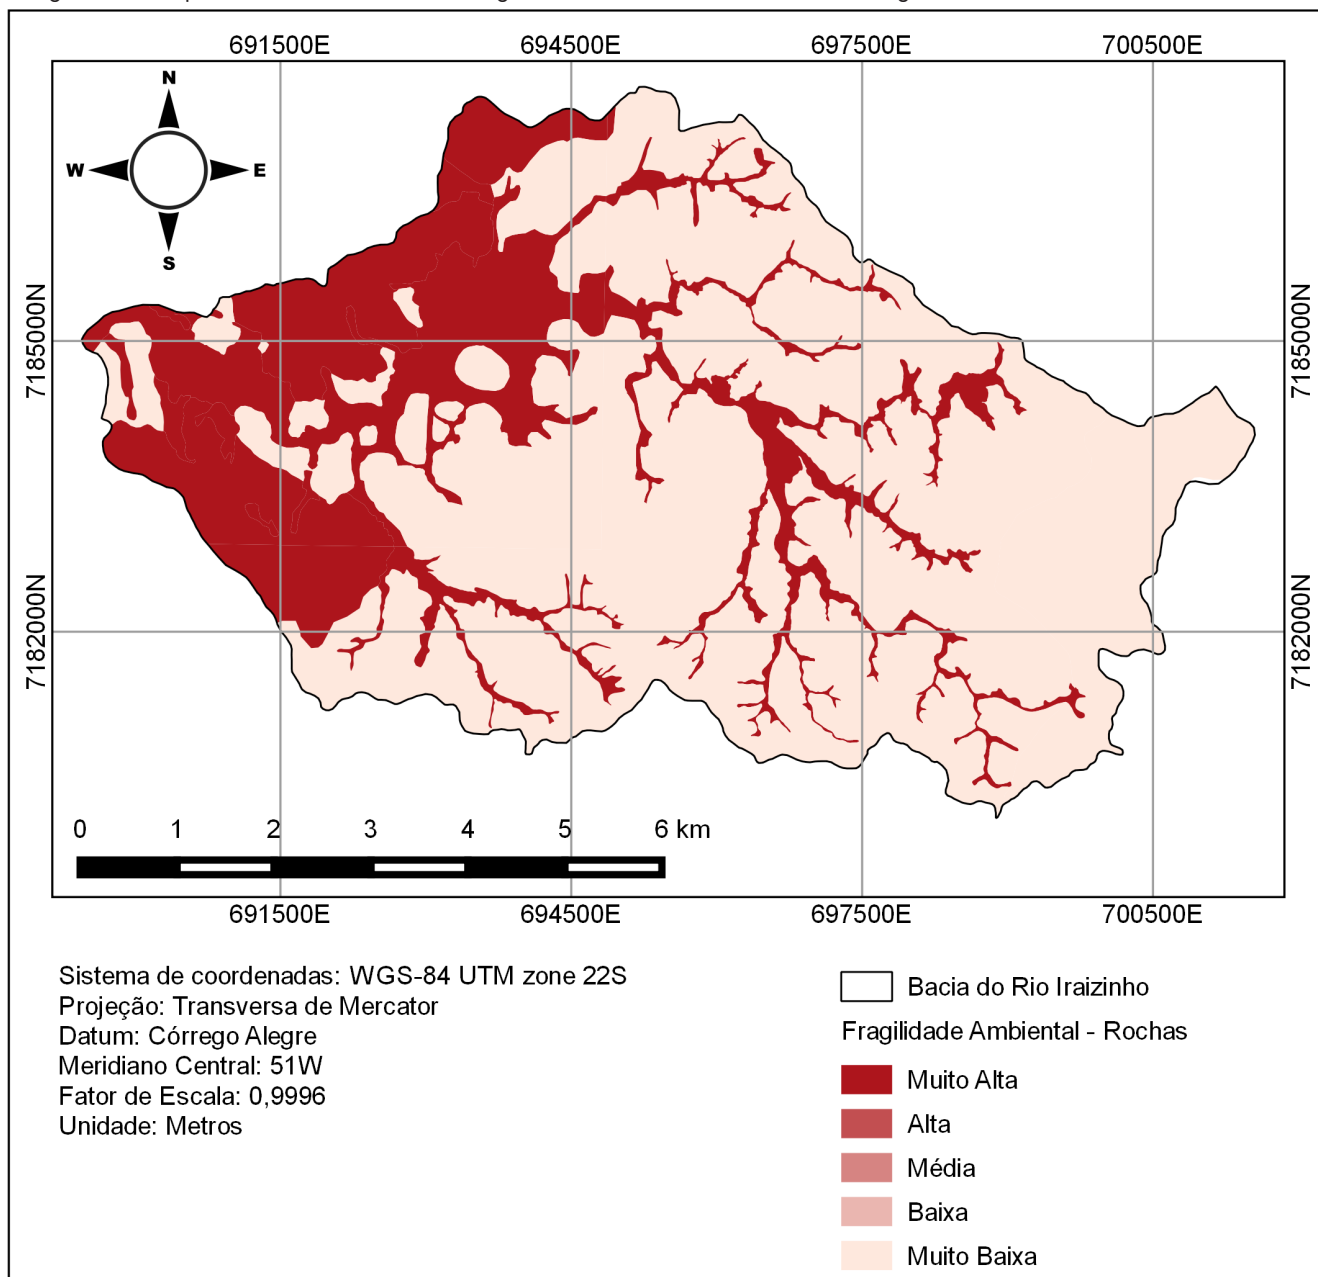 691500E 694500E 697500E 700500E
N
W E
S
7185000N 7185000N
7182000N 7182000N
0 1 2 3 4 5 6 km
691500E 694500E 697500E 700500E
Sistema de coordenadas: WGS-84 UTM zone 22S
Projeção: Transversa de Mercator
Datum: Córrego Alegre
Meridiano Central: 51W
Fator de Escala: 0,9996
Unidade: Metros
Bacia do Rio Iraizinho
Fragilidade Ambiental - Rochas
Muito Alta
Alta
Média
Baixa
Muito Baixa